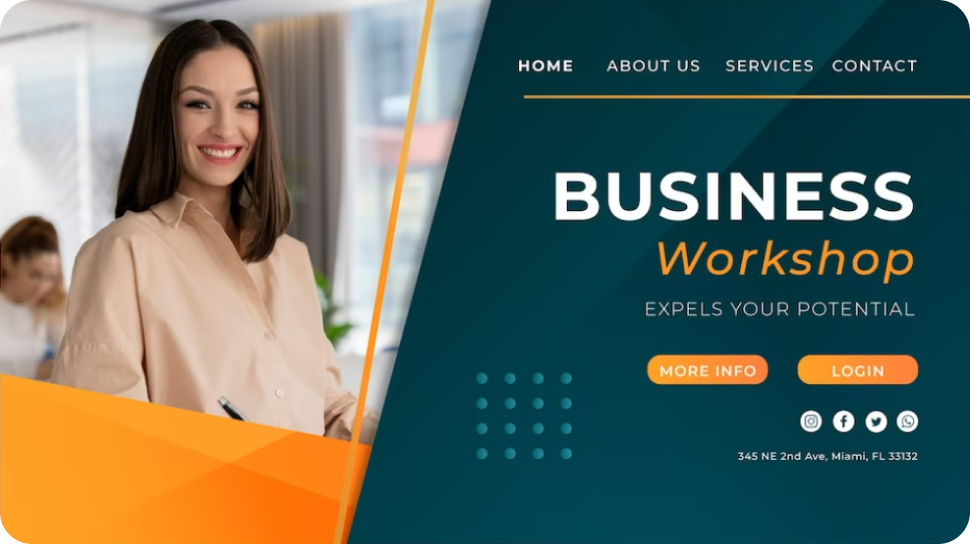 HOME ABOUT US SERVICES CONTACT
BUSINESS
Workshop
EXPELS YOUR POTENTIAL
MORE INFO LOGIN
345 NE 2nd Ave, Miami, FL 33132